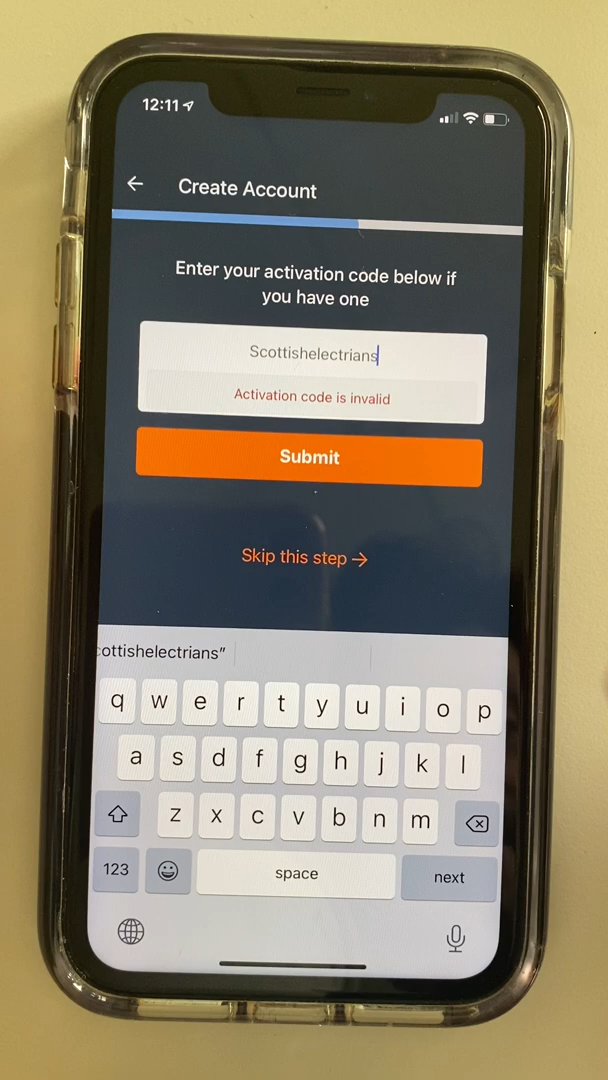 12:11
Create Account
Enter your activation code below if
you have one
Scottishelectrians
Activation code is invalid
Submit
Skip this step →
ottishelectrians”
q w e r t y u i o p
a s d f g h j k l
z x c v b n m
123 space next